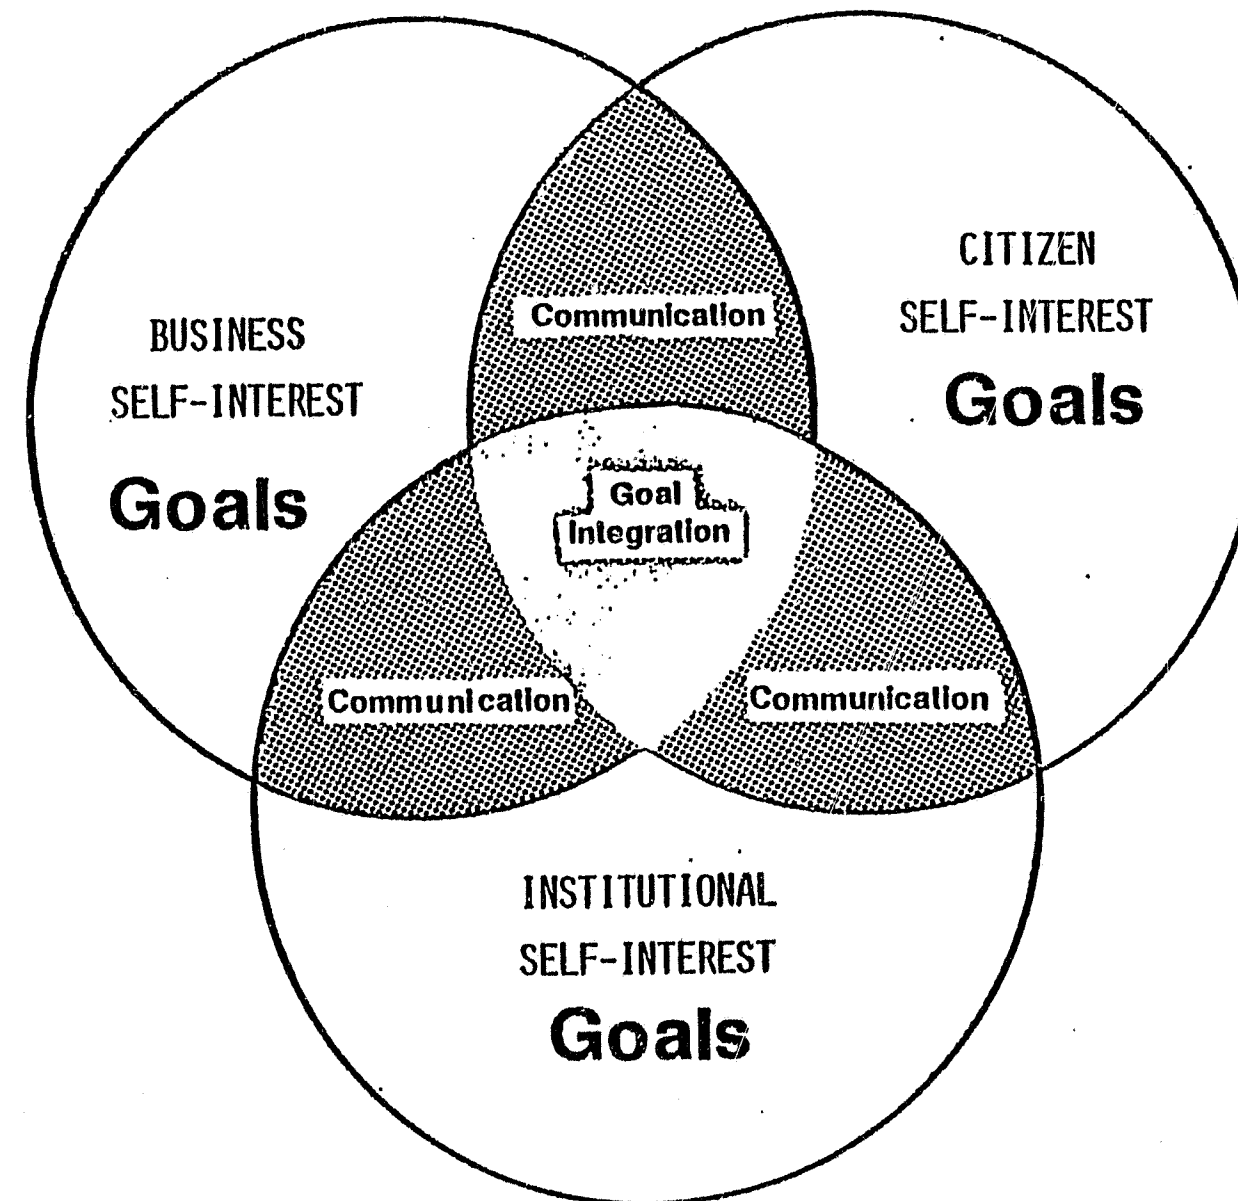 CITIZEN
SELF-INTEREST
Goals
BUSINESS
SELF-INTEREST
Goals
Communication
Goal
Integration
Communication
Communication
INSTITUTIONAL
SELF-INTEREST
Goals